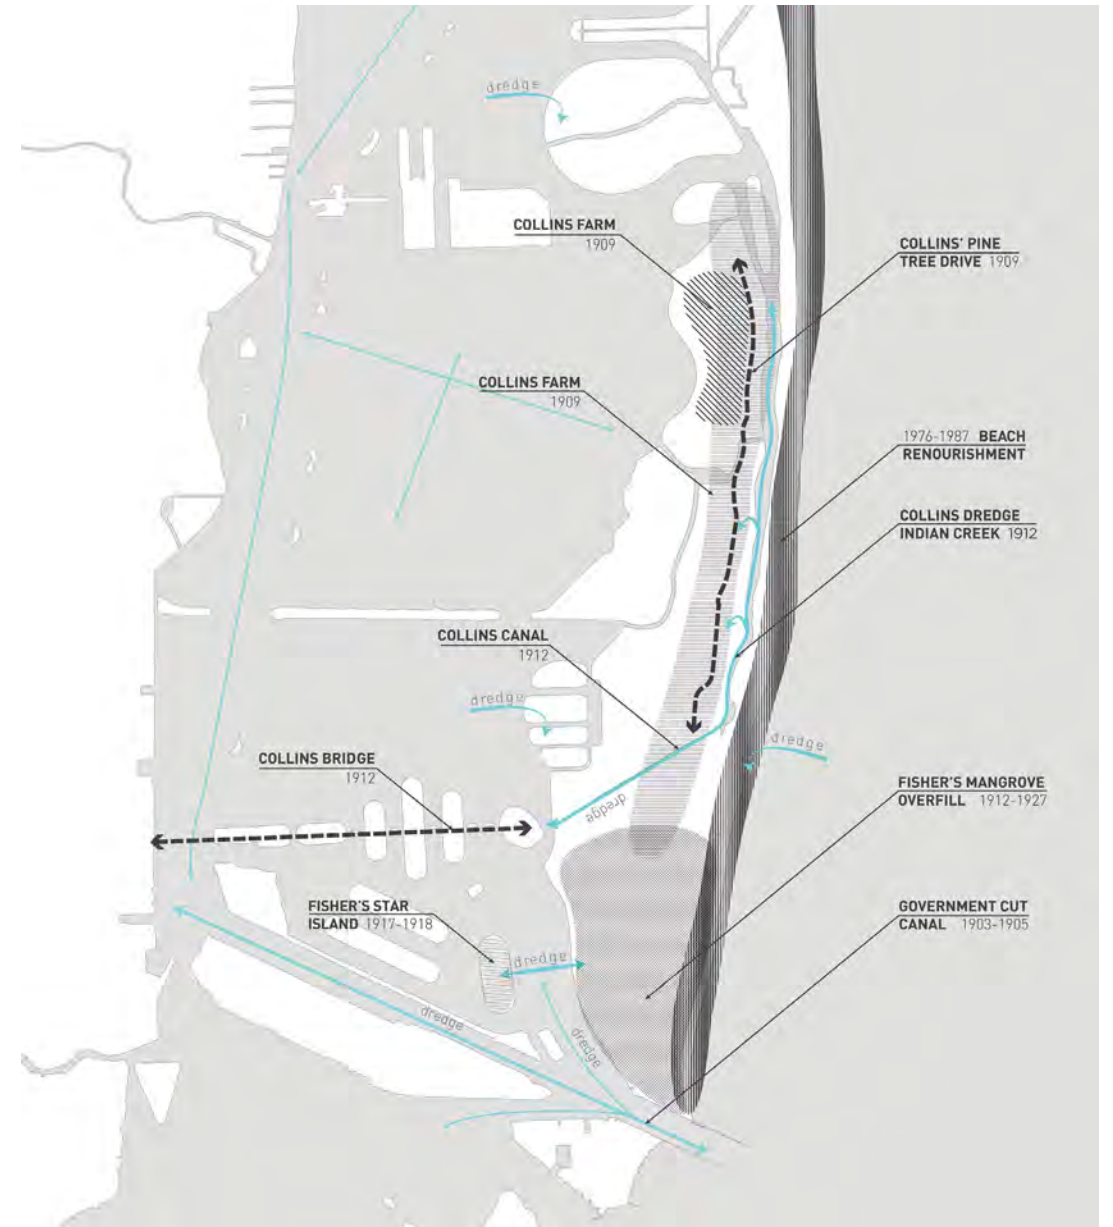 dredge
COLLINS FARM
1909
COLLINS' PINE
TREE DRIVE 1909
COLLINS FARM
1909
1976-1987 BEACH
RENOURISHMENT
COLLINS DREDGE
INDIAN CREEK 1912
COLLINS CANAL
1912
dredge
dredge
COLLINS BRIDGE
1912
FISHER'S MANGROVE
OVERFILL 1912-1927
dredge
FISHER'S STAR
ISLAND 1917-1918
GOVERNMENT CUT
CANAL 1903-1905
dredge
dredge
dredge